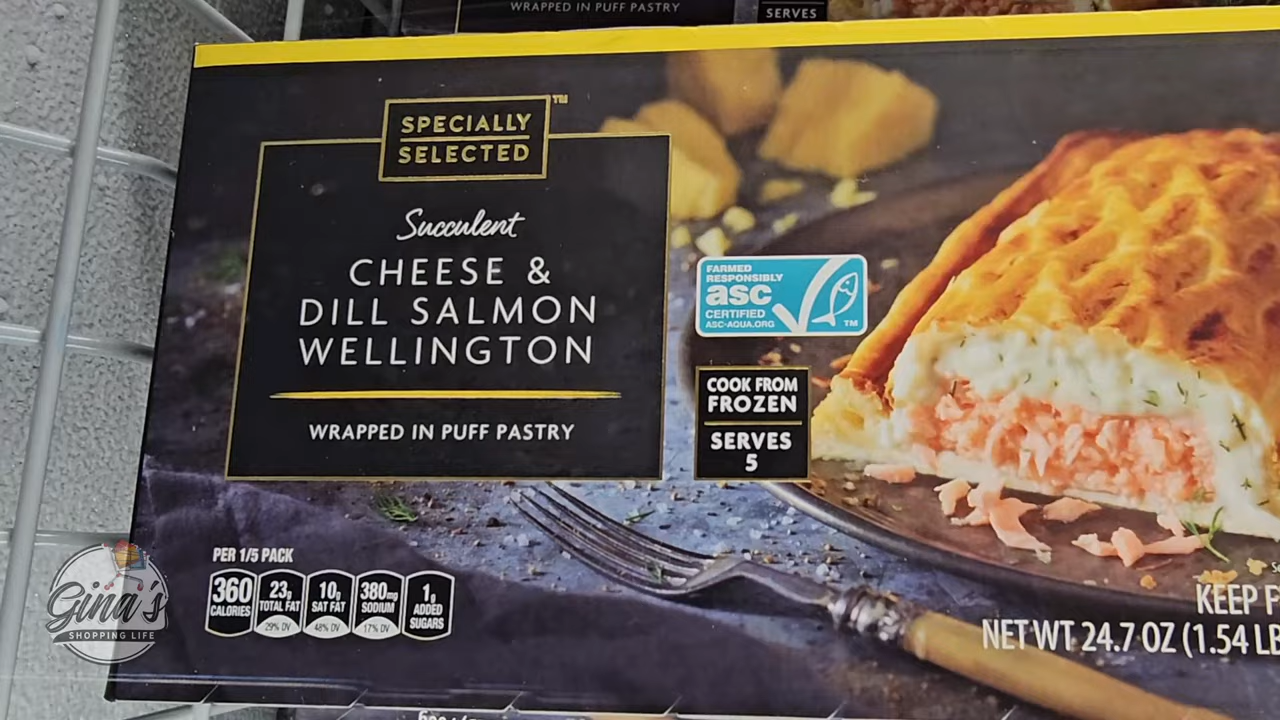 WRAPPED IN PUFF PASTRY
SERVES
SPECIALLY
SELECTED
™
Succulent
CHEESE &
DILL SALMON
WELLINGTON
WRAPPED IN PUFF PASTRY
FARMED
RESPONSIBLY
asc
CERTIFIED
ASC-AQUA.ORG
TM
COOK FROM
FROZEN
SERVES
5
PER 1/5 PACK
360
CALORIES
23g
TOTAL FAT
29% DV
10g
SAT FAT
48% DV
380mg
SODIUM
17% DV
1g
ADDED
SUGARS
KEEP
NET WT 24.7 OZ (1.54 LB
Gina's
SHOPPING LIFE